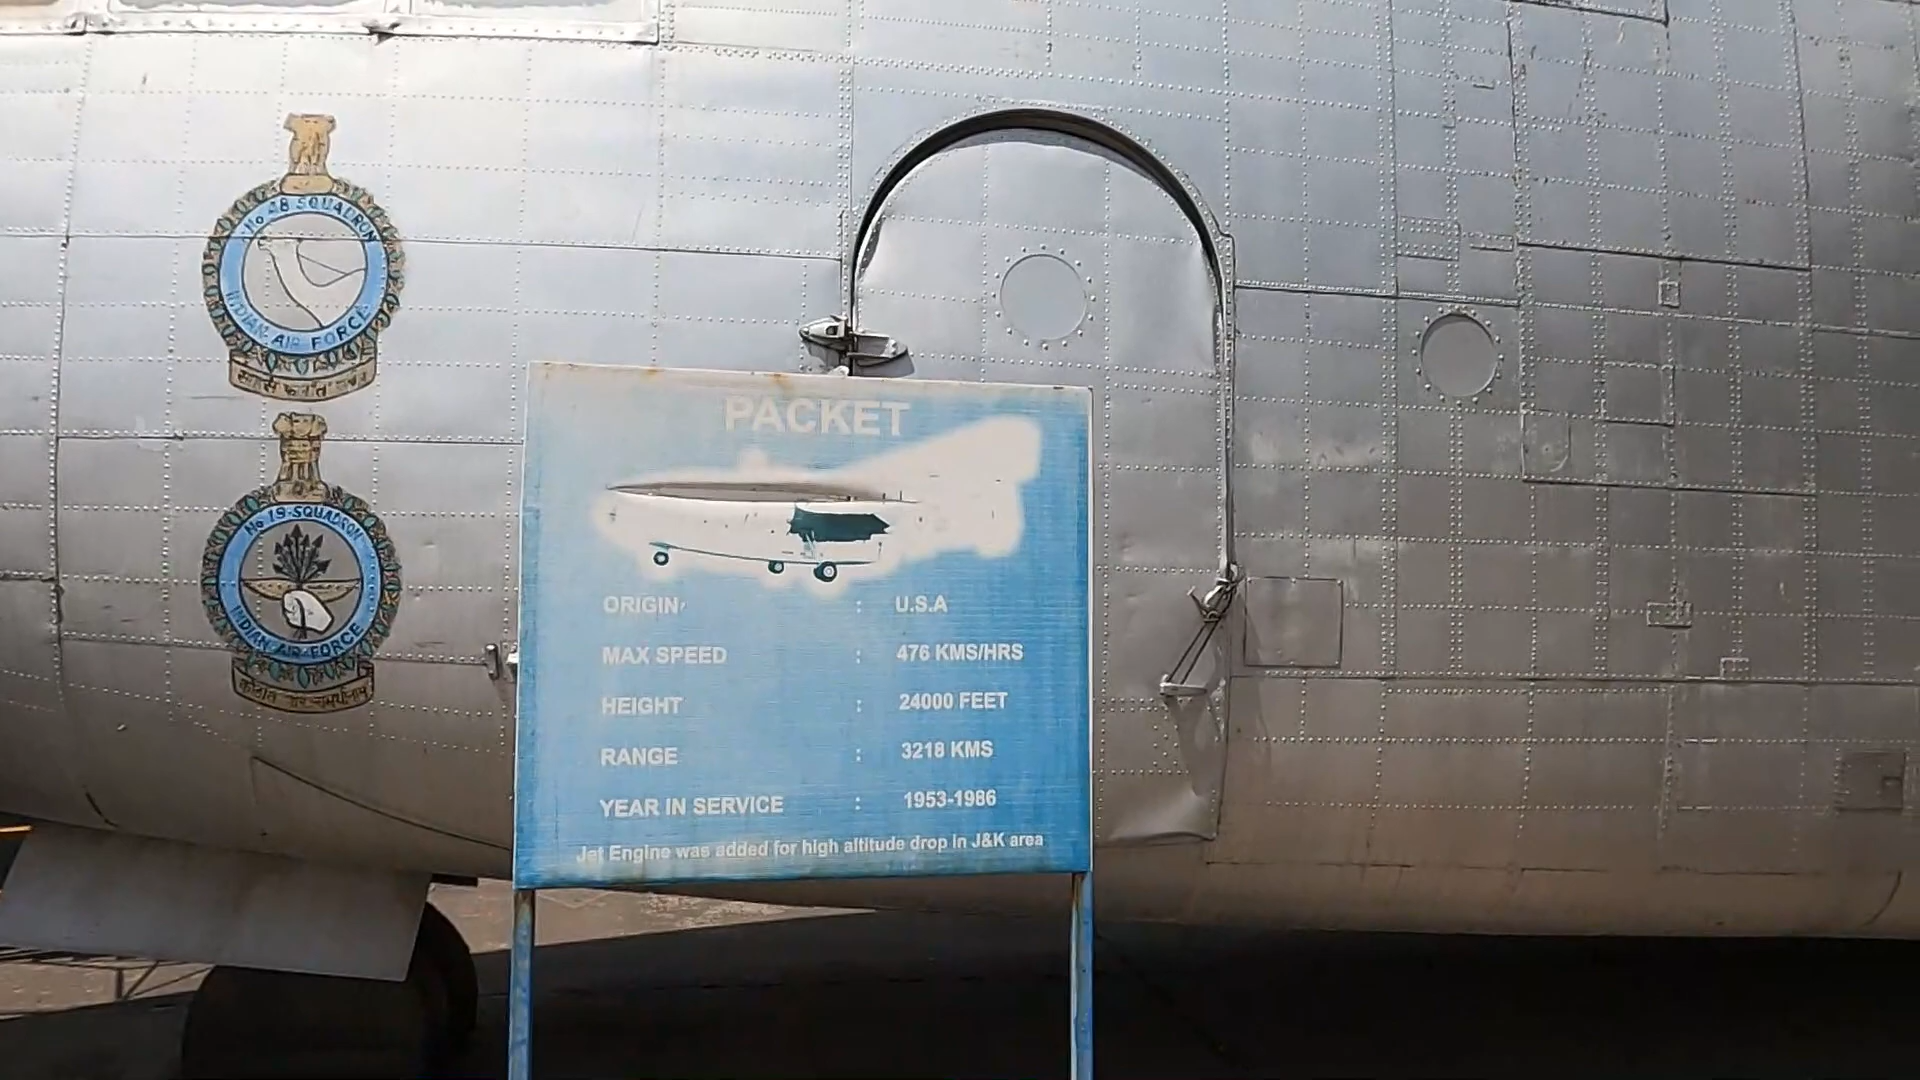 No 48 SQUADRON
INDIAN AIR FORCE
No 19 SQUADRON
INDIAN AIR FORCE
PACKET
ORIGIN : U.S.A
MAX SPEED : 476 KMS/HRS
HEIGHT : 24000 FEET
RANGE : 3218 KMS
YEAR IN SERVICE : 1953-1986
Jet Engine was added for high altitude drop in J&K area